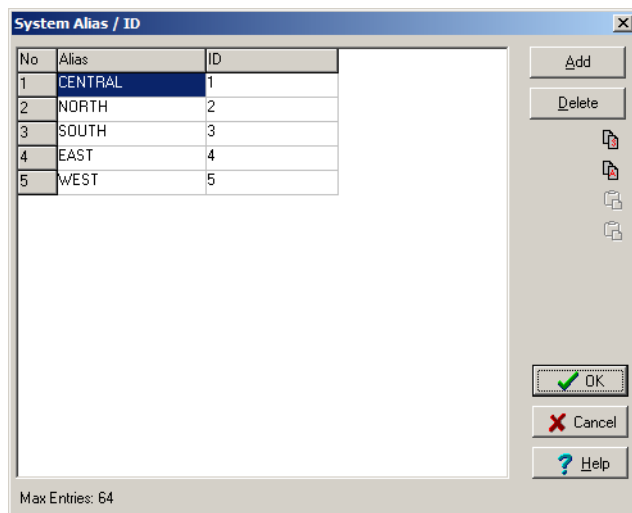 System Alias / ID
No Alias ID
1 CENTRAL 1
2 NORTH 2
3 SOUTH 3
4 EAST 4
5 WEST 5
Add
Delete
OK
Cancel
Help
Max Entries: 64